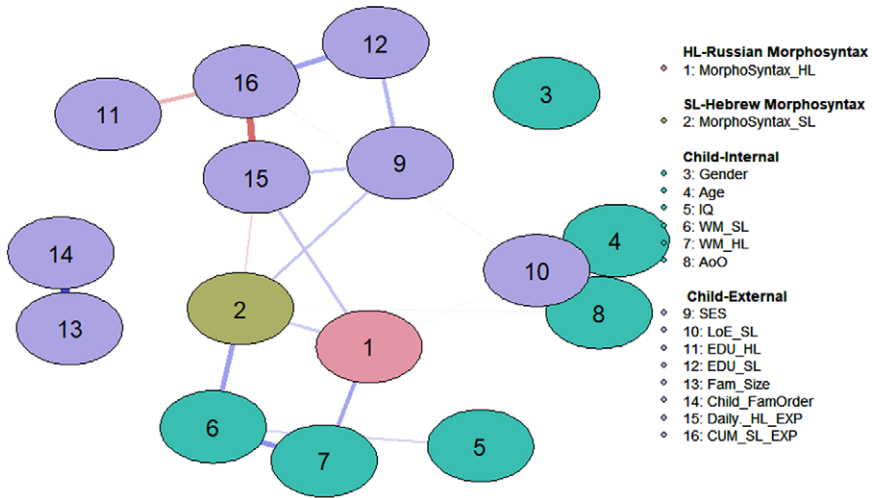 12
16
3
11
9
15
14
4
10
2
8
13
1
6
5
7
HL-Russian Morphosyntax
1: MorphoSyntax_HL
SL-Hebrew Morphosyntax
2: MorphoSyntax_SL
Child-Internal
3: Gender
4: Age
5: IQ
6: WM_SL
7: WM_HL
8: AoO
Child-External
9: SES
10: LoE_SL
11: EDU_HL
12: EDU_SL
13: Fam_Size
14: Child_FamOrder
15: Daily._HL_EXP
16: CUM_SL_EXP